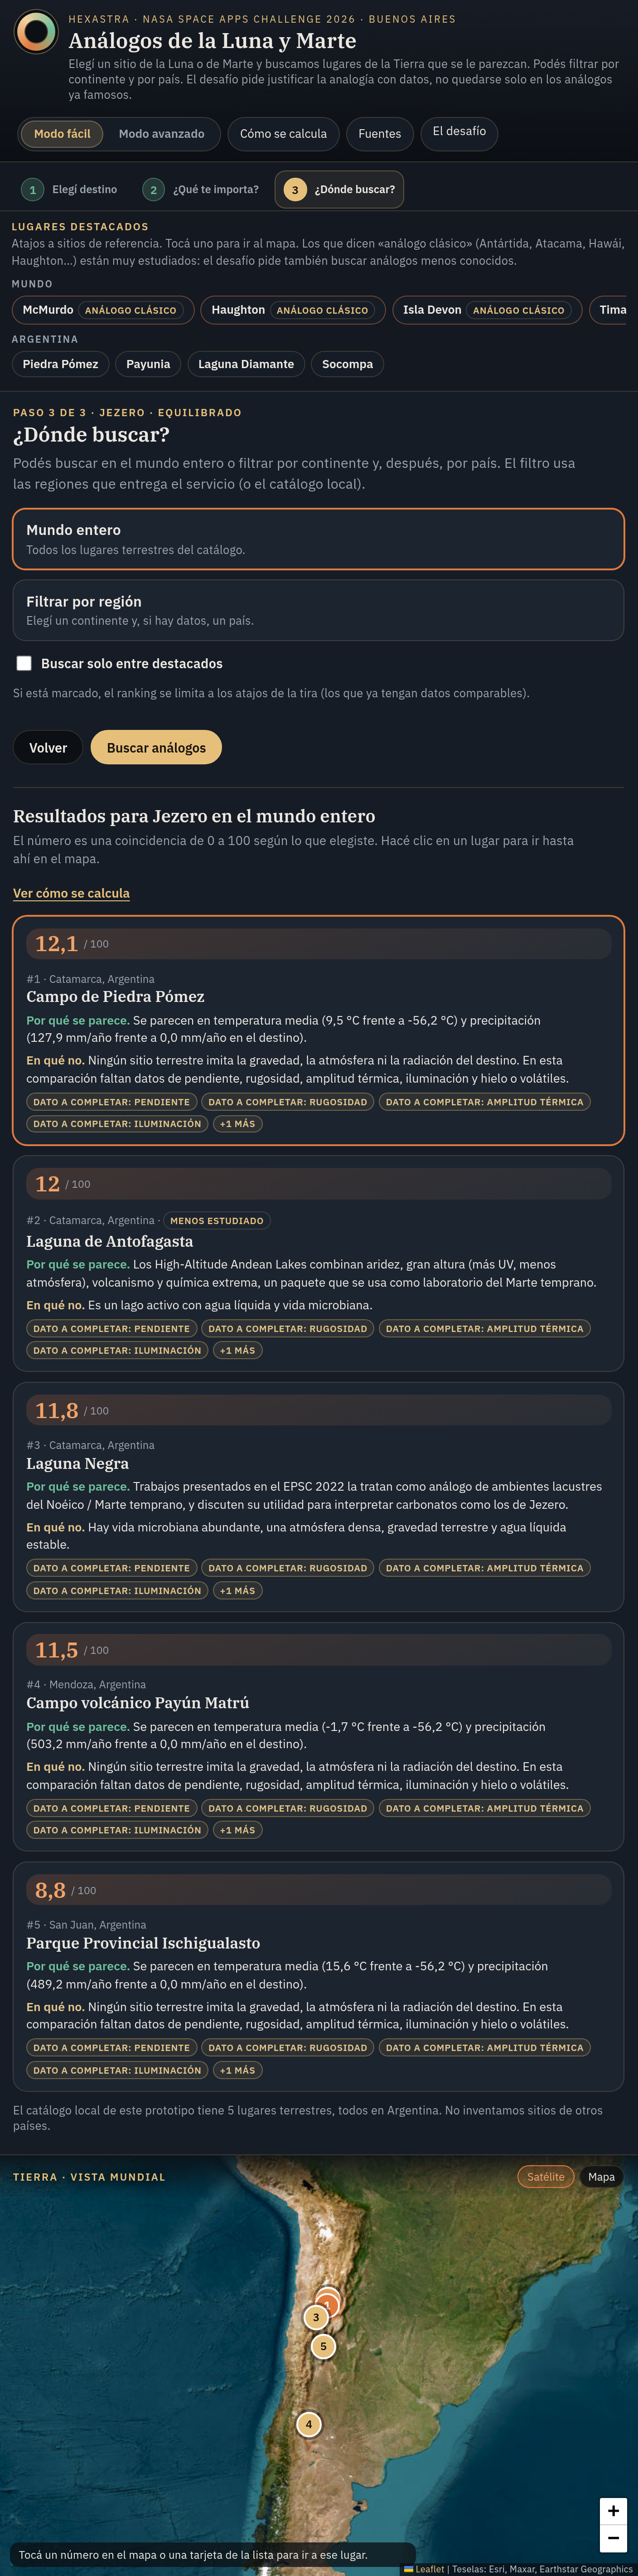 HEXASTRA · NASA SPACE APPS CHALLENGE 2026 · BUENOS AIRES
Análogos de la Luna y Marte
Elegí un sitio de la Luna o de Marte y buscamos lugares de la Tierra que se le parezcan. Podés filtrar por
continente y por país. El desafío pide justificar la analogía con datos, no quedarse solo en los análogos
ya famosos.
Modo fácil Modo avanzado Cómo se calcula Fuentes El desafío
1 Elegí destino 2 ¿Qué te importa? 3 ¿Dónde buscar?
LUGARES DESTACADOS
Atajos a sitios de referencia. Tocá uno para ir al mapa. Los que dicen «análogo clásico» (Antártida, Atacama, Hawái,
Haughton…) están muy estudiados: el desafío pide también buscar análogos menos conocidos.
MUNDO
McMurdo ANÁLOGO CLÁSICO Haughton ANÁLOGO CLÁSICO Isla Devon ANÁLOGO CLÁSICO Tima
ARGENTINA
Piedra Pómez Payunia Laguna Diamante Socompa
PASO 3 DE 3 · JEZERO · EQUILIBRADO
¿Dónde buscar?
Podés buscar en el mundo entero o filtrar por continente y, después, por país. El filtro usa
las regiones que entrega el servicio (o el catálogo local).
Mundo entero
Todos los lugares terrestres del catálogo.
Filtrar por región
Elegí un continente y, si hay datos, un país.
Buscar solo entre destacados
Si está marcado, el ranking se limita a los atajos de la tira (los que ya tengan datos comparables).
Volver Buscar análogos
Resultados para Jezero en el mundo entero
El número es una coincidencia de 0 a 100 según lo que elegiste. Hacé clic en un lugar para ir hasta
ahí en el mapa.
Ver cómo se calcula
12,1 / 100
#1 · Catamarca, Argentina
Campo de Piedra Pómez
Por qué se parece. Se parecen en temperatura media (9,5 °C frente a -56,2 °C) y precipitación
(127,9 mm/año frente a 0,0 mm/año en el destino).
En qué no. Ningún sitio terrestre imita la gravedad, la atmósfera ni la radiación del destino. En esta
comparación faltan datos de pendiente, rugosidad, amplitud térmica, iluminación y hielo o volátiles.
DATO A COMPLETAR: PENDIENTE DATO A COMPLETAR: RUGOSIDAD DATO A COMPLETAR: AMPLITUD TÉRMICA
DATO A COMPLETAR: ILUMINACIÓN +1 MÁS
12 / 100
#2 · Catamarca, Argentina · MENOS ESTUDIADO
Laguna de Antofagasta
Por qué se parece. Los High-Altitude Andean Lakes combinan aridez, gran altura (más UV, menos
atmósfera), volcanismo y química extrema, un paquete que se usa como laboratorio del Marte temprano.
En qué no. Es un lago activo con agua líquida y vida microbiana.
DATO A COMPLETAR: PENDIENTE DATO A COMPLETAR: RUGOSIDAD DATO A COMPLETAR: AMPLITUD TÉRMICA
DATO A COMPLETAR: ILUMINACIÓN +1 MÁS
11,8 / 100
#3 · Catamarca, Argentina
Laguna Negra
Por qué se parece. Trabajos presentados en el EPSC 2022 la tratan como análogo de ambientes lacustres
del Noéico / Marte temprano, y discuten su utilidad para interpretar carbonatos como los de Jezero.
En qué no. Hay vida microbiana abundante, una atmósfera densa, gravedad terrestre y agua líquida
estable.
DATO A COMPLETAR: PENDIENTE DATO A COMPLETAR: RUGOSIDAD DATO A COMPLETAR: AMPLITUD TÉRMICA
DATO A COMPLETAR: ILUMINACIÓN +1 MÁS
11,5 / 100
#4 · Mendoza, Argentina
Campo volcánico Payún Matrú
Por qué se parece. Se parecen en temperatura media (-1,7 °C frente a -56,2 °C) y precipitación
(503,2 mm/año frente a 0,0 mm/año en el destino).
En qué no. Ningún sitio terrestre imita la gravedad, la atmósfera ni la radiación del destino. En esta
comparación faltan datos de pendiente, rugosidad, amplitud térmica, iluminación y hielo o volátiles.
DATO A COMPLETAR: PENDIENTE DATO A COMPLETAR: RUGOSIDAD DATO A COMPLETAR: AMPLITUD TÉRMICA
DATO A COMPLETAR: ILUMINACIÓN +1 MÁS
8,8 / 100
#5 · San Juan, Argentina
Parque Provincial Ischigualasto
Por qué se parece. Se parecen en temperatura media (15,6 °C frente a -56,2 °C) y precipitación
(489,2 mm/año frente a 0,0 mm/año en el destino).
En qué no. Ningún sitio terrestre imita la gravedad, la atmósfera ni la radiación del destino. En esta
comparación faltan datos de pendiente, rugosidad, amplitud térmica, iluminación y hielo o volátiles.
DATO A COMPLETAR: PENDIENTE DATO A COMPLETAR: RUGOSIDAD DATO A COMPLETAR: AMPLITUD TÉRMICA
DATO A COMPLETAR: ILUMINACIÓN +1 MÁS
El catálogo local de este prototipo tiene 5 lugares terrestres, todos en Argentina. No inventamos sitios de otros
países.
TIERRA · VISTA MUNDIAL Satélite Mapa
1
3
5
4
+
−
Tocá un número en el mapa o una tarjeta de la lista para ir a ese lugar.
Leaflet | Teselas: Esri, Maxar, Earthstar Geographics